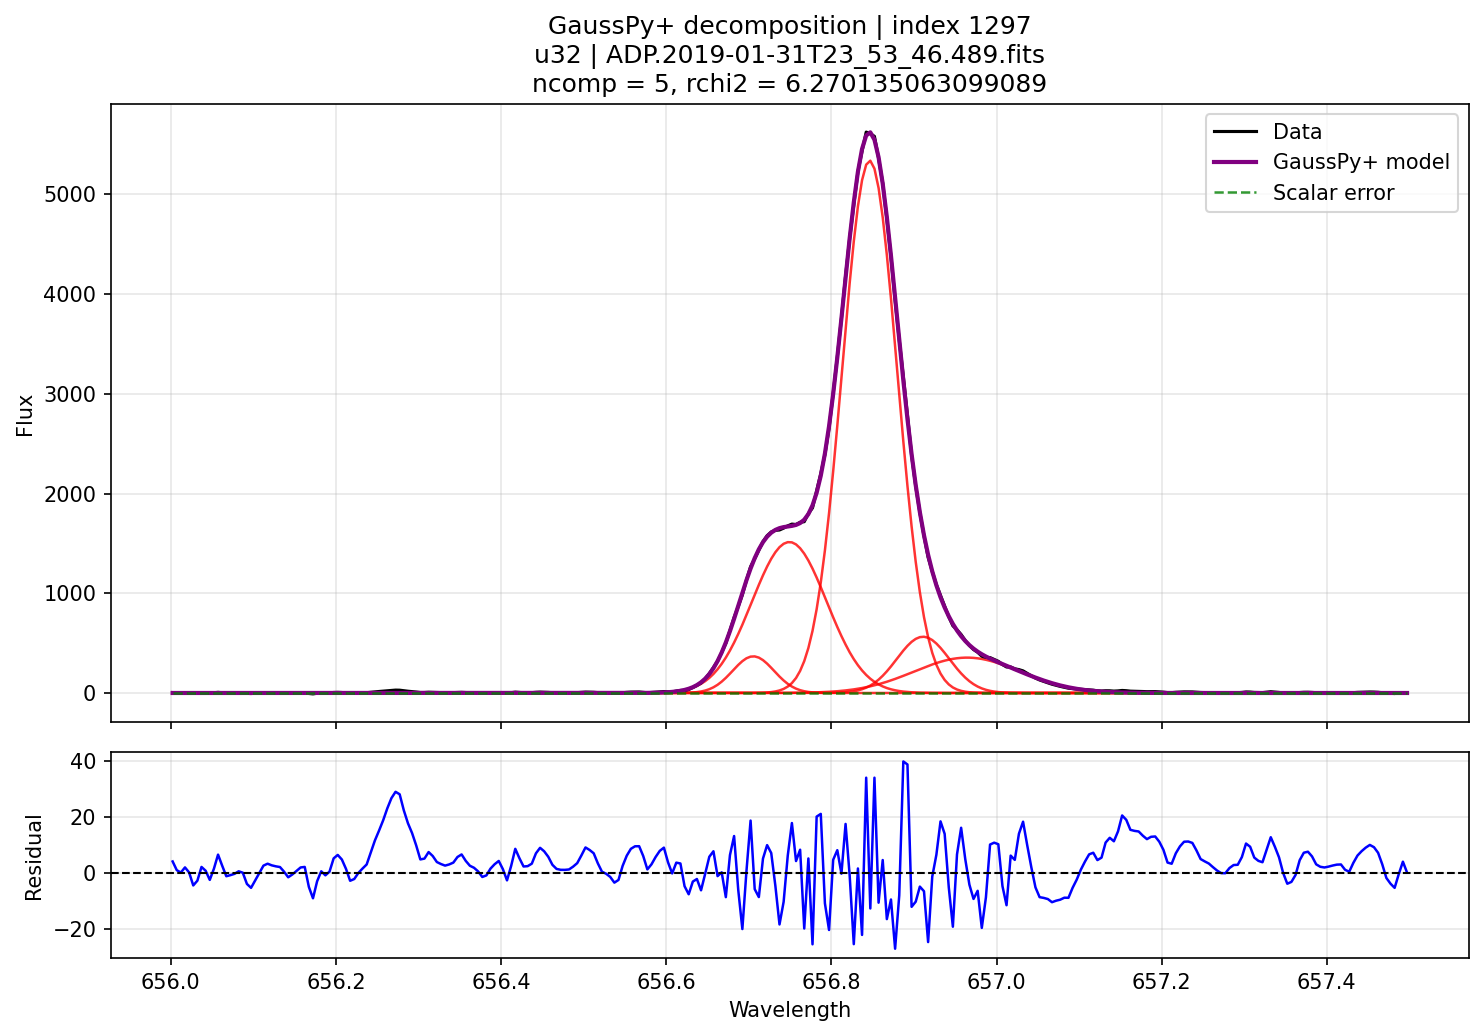 GaussPy+ decomposition | index 1297
u32 | ADP.2019-01-31T23_53_46.489.fits
ncomp = 5, rchi2 = 6.270135063099089
Data
GaussPy+ model
Scalar error
5000
4000
3000
2000
1000
0
Flux
40
20
0
−20
Residual
656.0 656.2 656.4 656.6 656.8 657.0 657.2 657.4
Wavelength